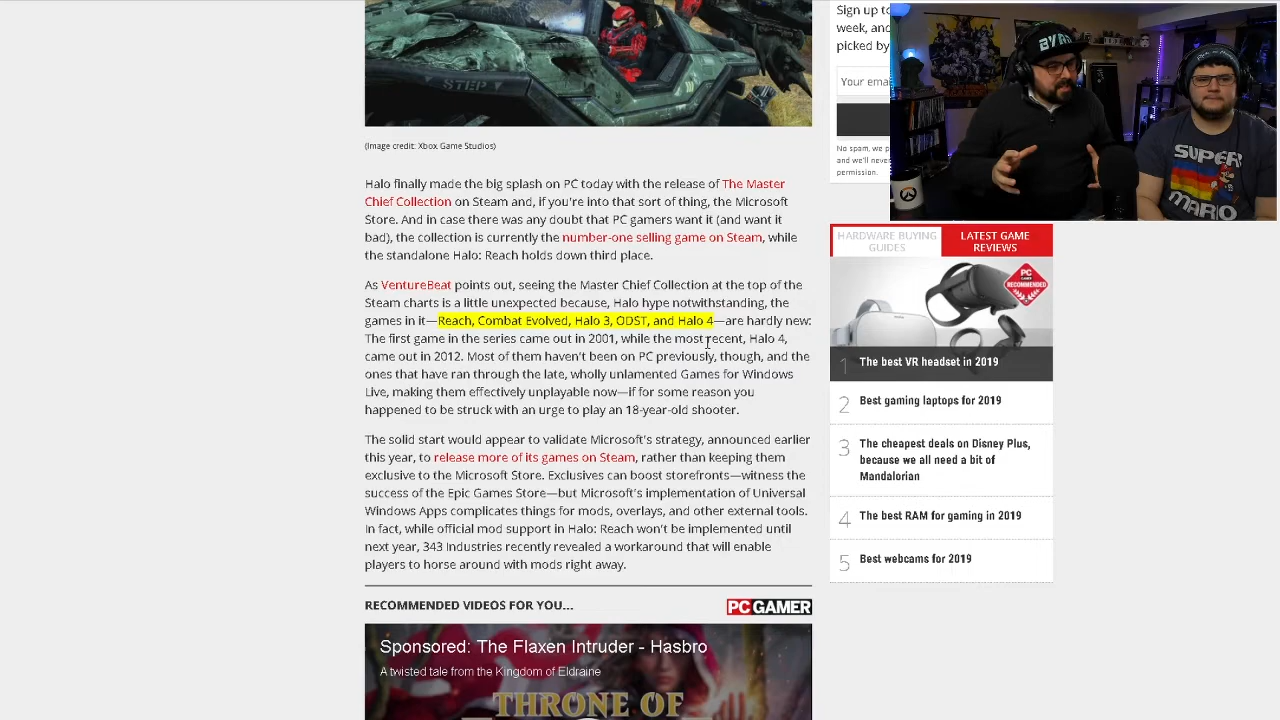 STEP
(Image credit: Xbox Game Studios)
Halo finally made the big splash on PC today with the release of The Master
Chief Collection on Steam and, if you're into that sort of thing, the Microsoft
Store. And in case there was any doubt that PC gamers want it (and want it
bad), the collection is currently the number-one selling game on Steam, while
the standalone Halo: Reach holds down third place.
As VentureBeat points out, seeing the Master Chief Collection at the top of the
Steam charts is a little unexpected because, Halo hype notwithstanding, the
games in it—Reach, Combat Evolved, Halo 3, ODST, and Halo 4—are hardly new:
The first game in the series came out in 2001, while the most recent, Halo 4,
came out in 2012. Most of them haven't been on PC previously, though, and the
ones that have ran through the late, wholly unlamented Games for Windows
Live, making them effectively unplayable now—if for some reason you
happened to be struck with an urge to play an 18-year-old shooter.
The solid start would appear to validate Microsoft's strategy, announced earlier
this year, to release more of its games on Steam, rather than keeping them
exclusive to the Microsoft Store. Exclusives can boost storefronts—witness the
success of the Epic Games Store—but Microsoft's implementation of Universal
Windows Apps complicates things for mods, overlays, and other external tools.
In fact, while official mod support in Halo: Reach won't be implemented until
next year, 343 Industries recently revealed a workaround that will enable
players to horse around with mods right away.
RECOMMENDED VIDEOS FOR YOU...
PC GAMER
Sponsored: The Flaxen Intruder - Hasbro
A twisted tale from the Kingdom of Eldraine
THRONE OF
Sign up to
week, and
picked by
Your ema
No spam, we p
and we'll neve
permission.
SUPER
MARIO
HARDWARE BUYING
GUIDES
LATEST GAME
REVIEWS
PC GAMER
RECOMMENDED
1 The best VR headset in 2019
2 Best gaming laptops for 2019
3 The cheapest deals on Disney Plus,
because we all need a bit of
Mandalorian
4 The best RAM for gaming in 2019
5 Best webcams for 2019